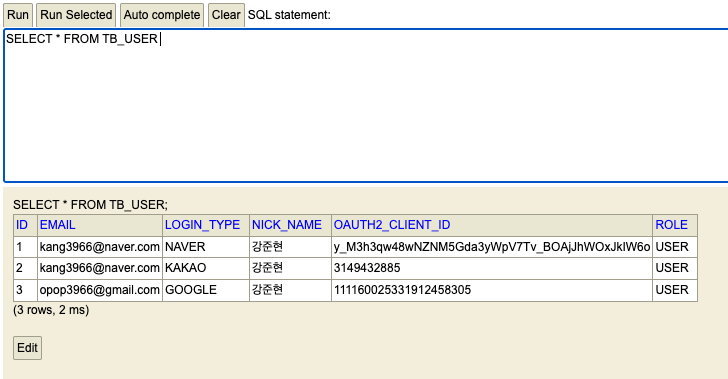 Run Run Selected Auto complete Clear SQL statement:
SELECT * FROM TB_USER
SELECT * FROM TB_USER;
ID EMAIL LOGIN_TYPE NICK_NAME OAUTH2_CLIENT_ID ROLE
1 kang3966@naver.com NAVER 강준현 y_M3h3qw48wNZNM5Gda3yWpV7Tv_BOAjJhWOxJkIW6o USER
2 kang3966@naver.com KAKAO 강준현 3149432885 USER
3 opop3966@gmail.com GOOGLE 강준현 111160025331912458305 USER
(3 rows, 2 ms)
Edit